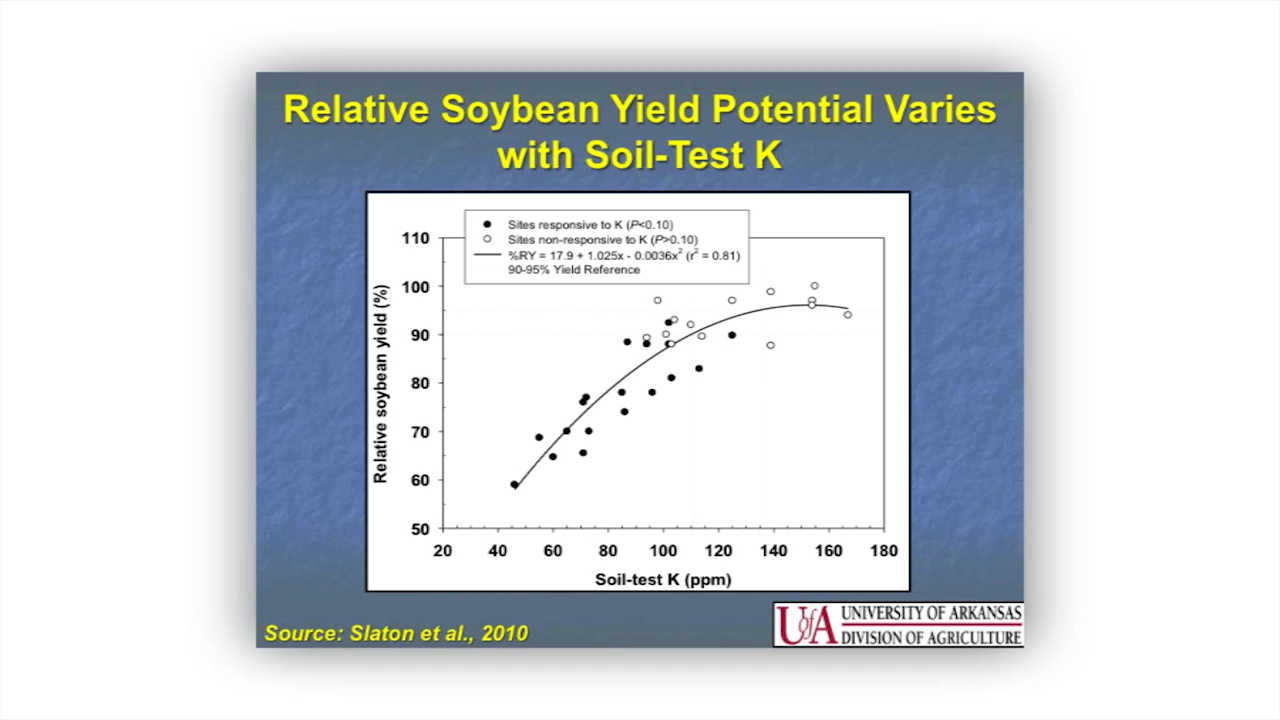 Relative Soybean Yield Potential Varies
with Soil-Test K
Sites responsive to K (P<0.10)
Sites non-responsive to K (P>0.10)
%RY = 17.9 + 1.025x - 0.0036x² (r² = 0.81)
90-95% Yield Reference
110
100
90
80
70
60
50
Relative soybean yield (%)
20 40 60 80 100 120 140 160 180
Soil-test K (ppm)
Source: Slaton et al., 2010
UofA
UNIVERSITY OF ARKANSAS
DIVISION OF AGRICULTURE